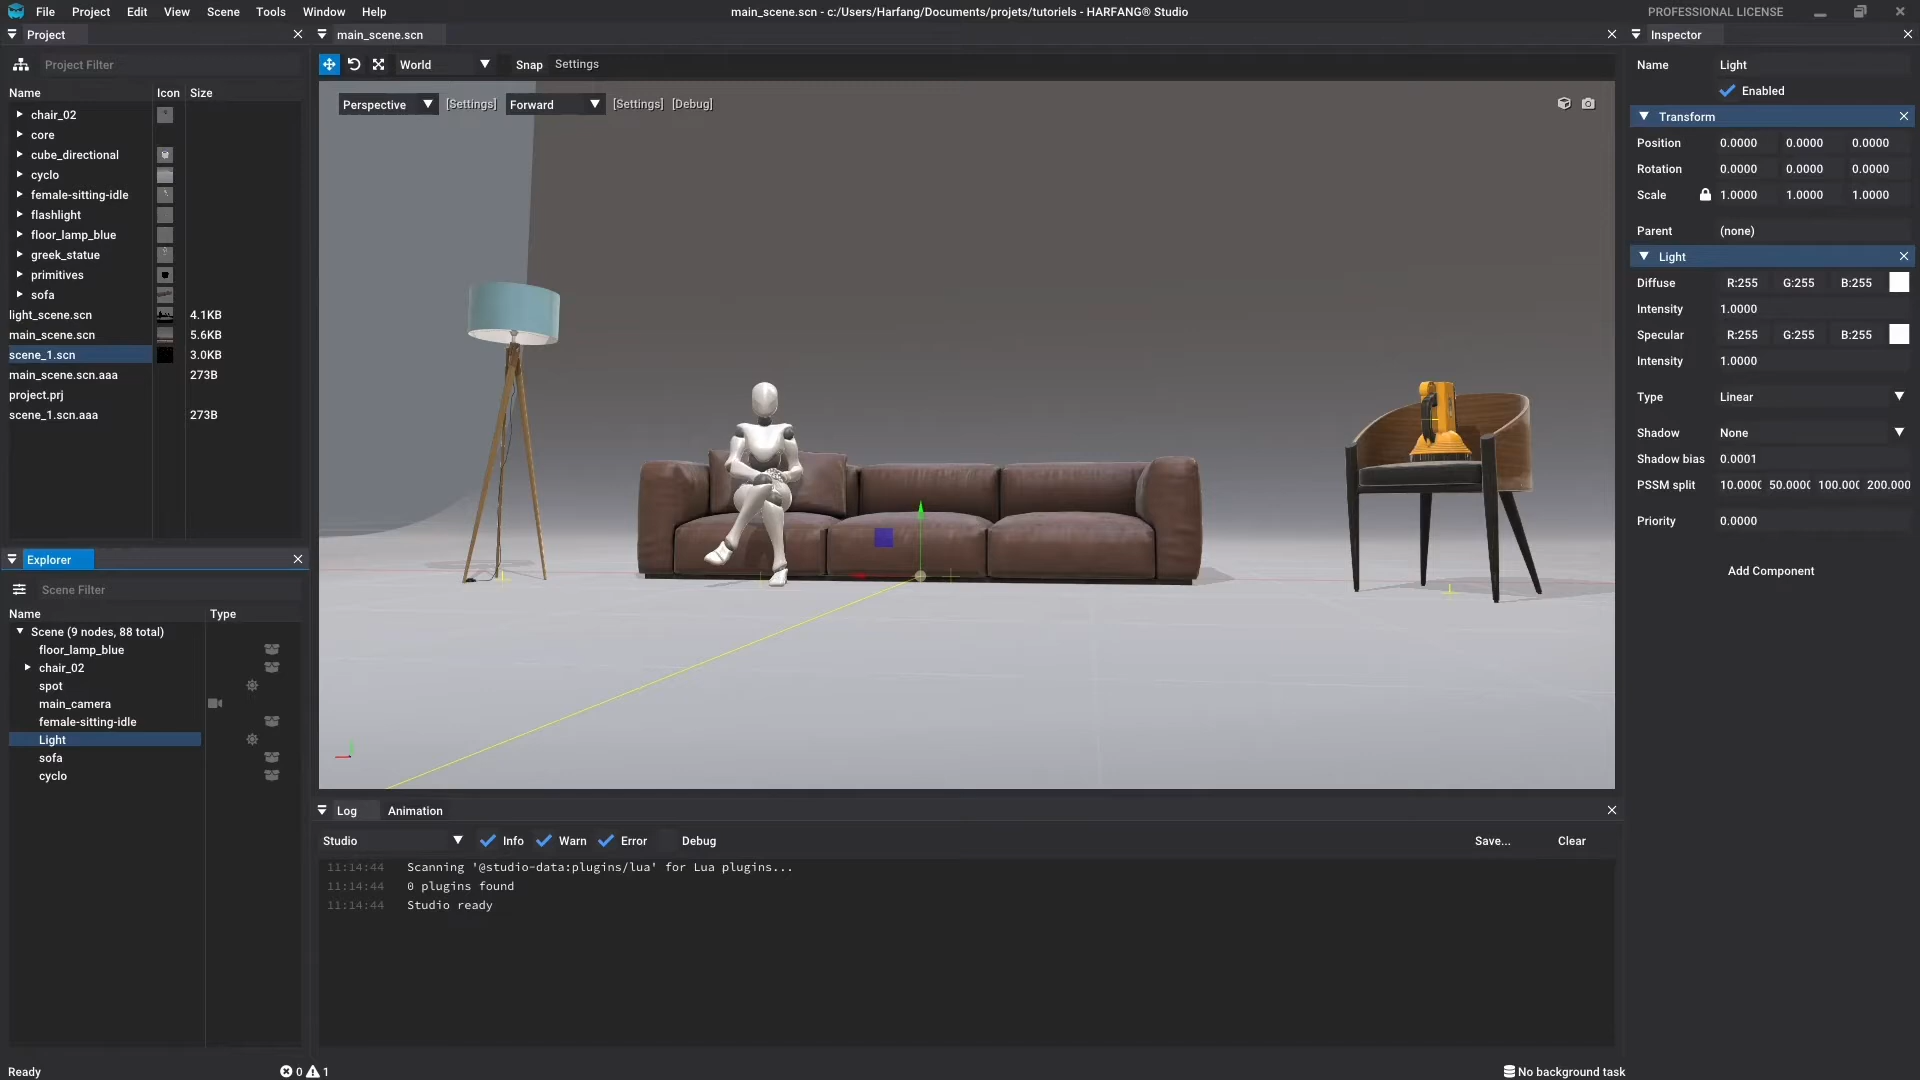 File Project Edit View Scene Tools Window Help
main_scene.scn - c:/Users/Harfang/Documents/projets/tutoriels - HARFANG® Studio
PROFESSIONAL LICENSE
Project
Project Filter
Name Icon Size
chair_02
core
cube_directional
cyclo
female-sitting-idle
flashlight
floor_lamp_blue
greek_statue
primitives
sofa
light_scene.scn 4.1KB
main_scene.scn 5.6KB
scene_1.scn 3.0KB
main_scene.scn.aaa 273B
project.prj
scene_1.scn.aaa 273B
Explorer
Scene Filter
Name Type
Scene (9 nodes, 88 total)
floor_lamp_blue
chair_02
spot
main_camera
female-sitting-idle
Light
sofa
cyclo
main_scene.scn
World Snap Settings
Perspective [Settings] Forward [Settings] [Debug]
Log Animation
Studio Info Warn Error Debug Save... Clear
11:14:44 Scanning '@studio-data:plugins/lua' for Lua plugins...
11:14:44 0 plugins found
11:14:44 Studio ready
Inspector
Name Light
Enabled
Transform
Position 0.0000 0.0000 0.0000
Rotation 0.0000 0.0000 0.0000
Scale 1.0000 1.0000 1.0000
Parent (none)
Light
Diffuse R:255 G:255 B:255
Intensity 1.0000
Specular R:255 G:255 B:255
Intensity 1.0000
Type Linear
Shadow None
Shadow bias 0.0001
PSSM split 10.000( 50.000( 100.00( 200.000
Priority 0.0000
Add Component
Ready 0 1 No background task